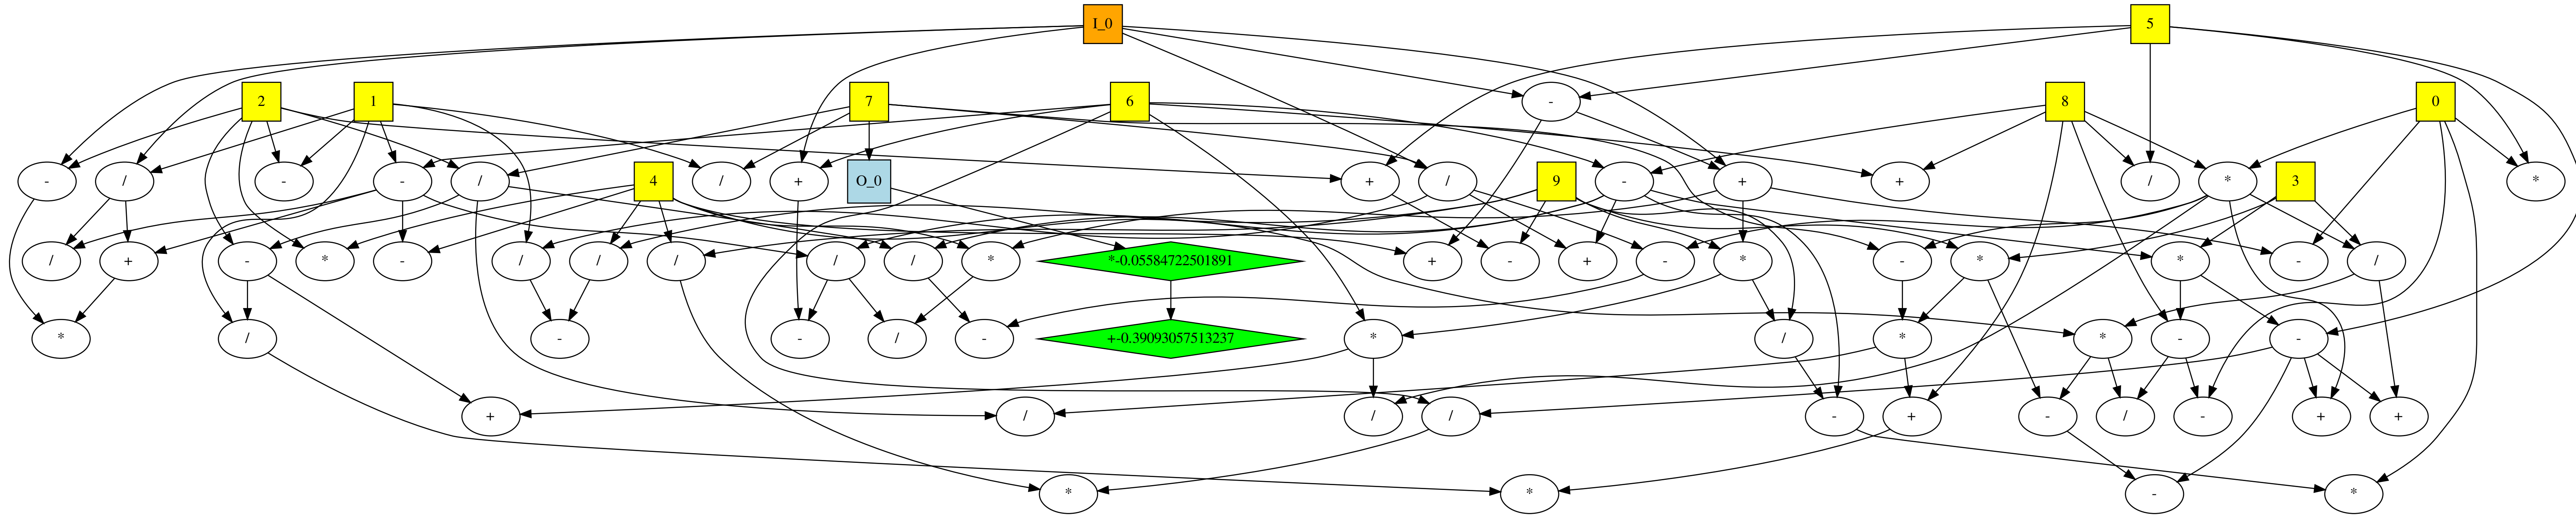 I_0 5
2 1 7 6 - 8 0
- / - - / 4 / + O_0 + / 9 - + + / * 3 *
/ + - * - / / / / / * *-0.05584722501891 + - + - * - * * - /
* / - - / - +-0.39093057513237 * / * * - -
+ / / / - + - / - + +
* * - *